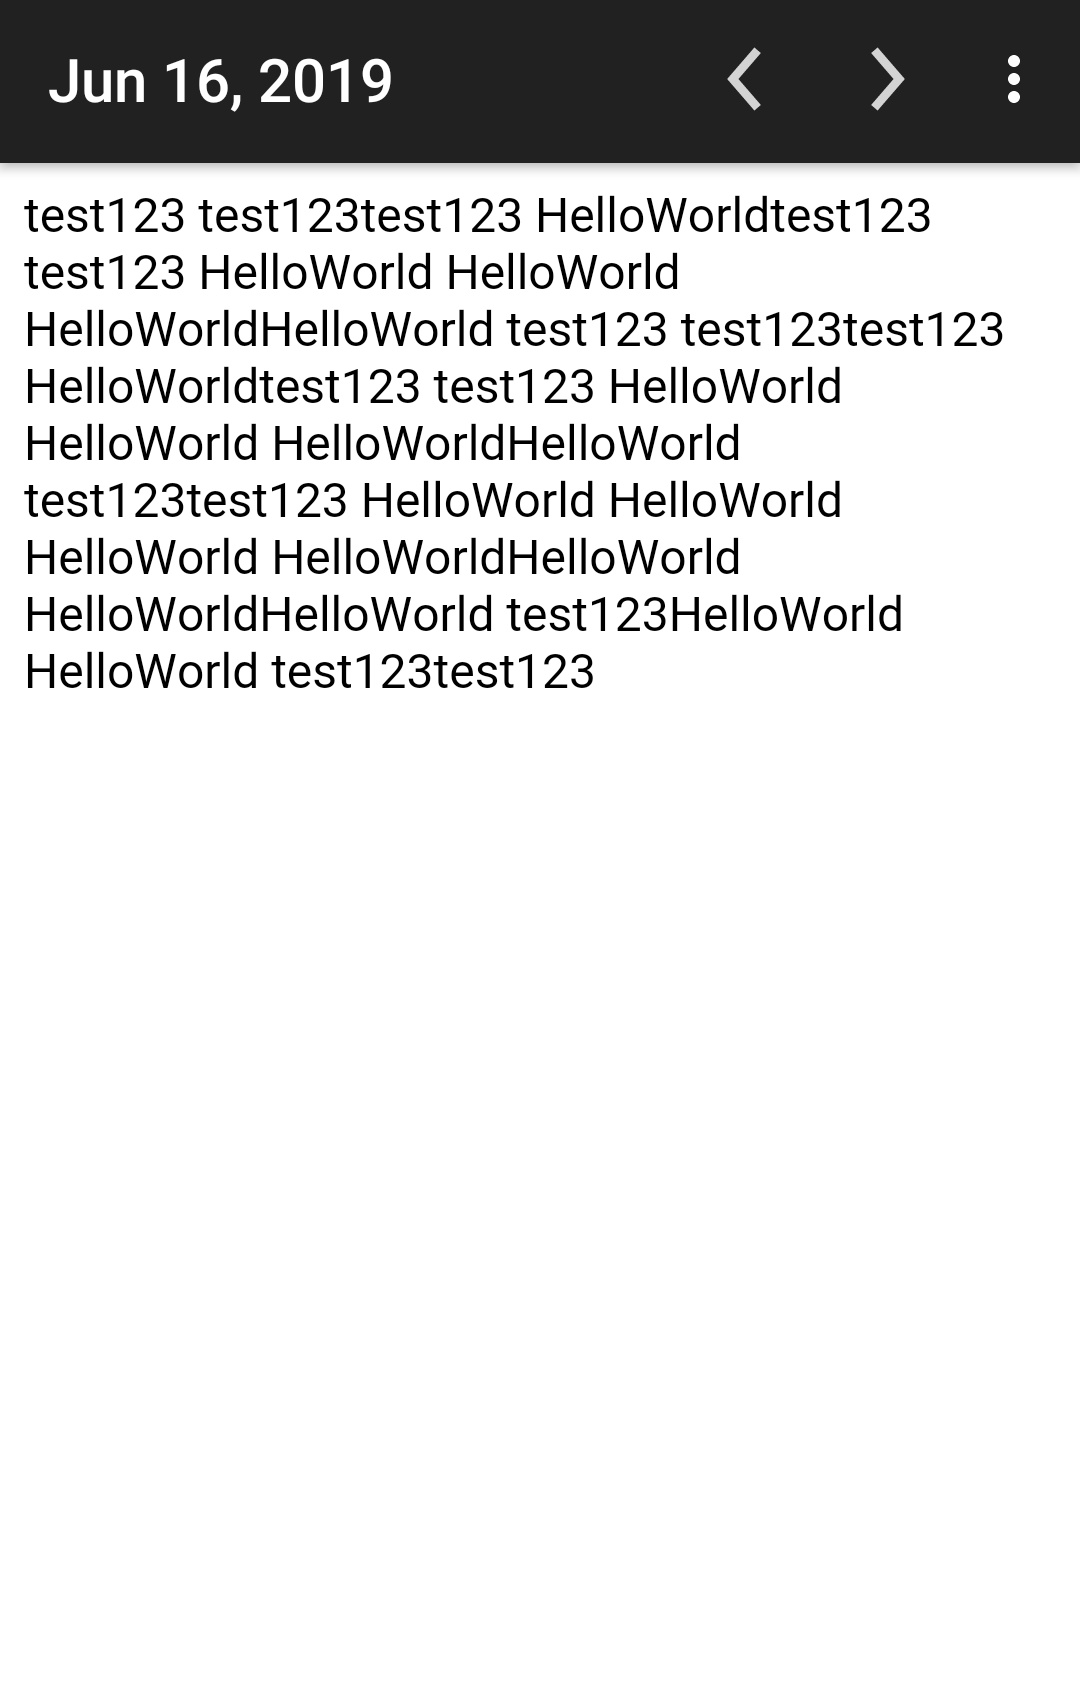 Jun 16, 2019
test123 test123test123 HelloWorldtest123
test123 HelloWorld HelloWorld
HelloWorldHelloWorld test123 test123test123
HelloWorldtest123 test123 HelloWorld
HelloWorld HelloWorldHelloWorld
test123test123 HelloWorld HelloWorld
HelloWorld HelloWorldHelloWorld
HelloWorldHelloWorld test123HelloWorld
HelloWorld test123test123